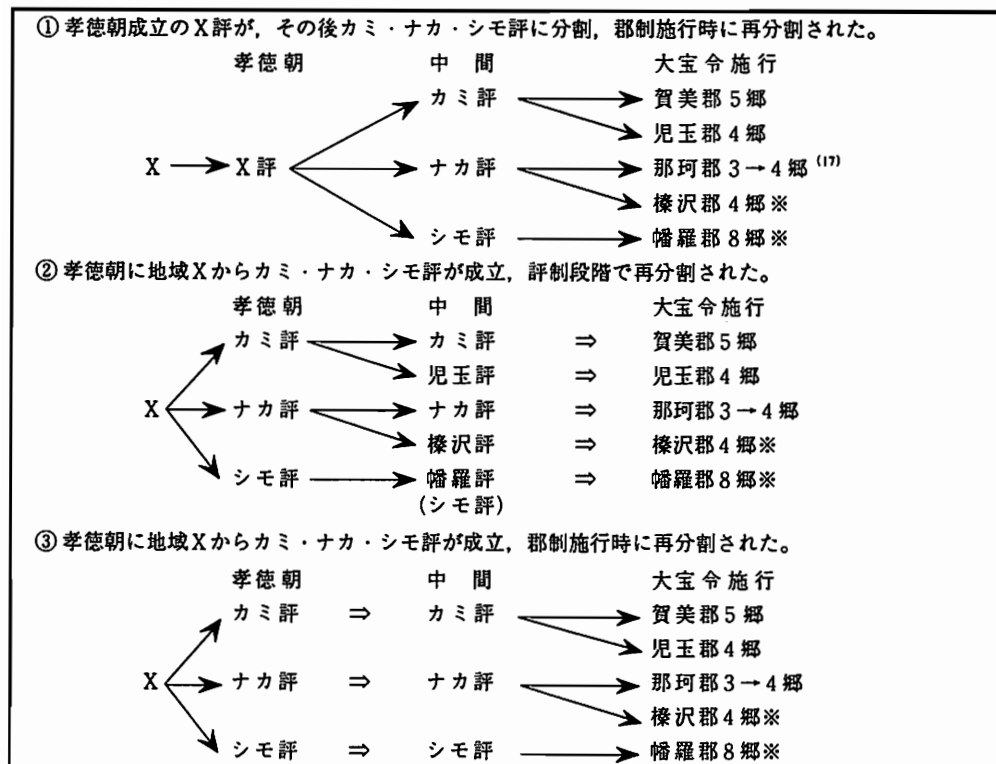 ① 孝徳朝成立のX評が，その後カミ・ナカ・シモ評に分割，郡制施行時に再分割された。
孝徳朝 中間 大宝令施行
カミ評 → 賀美郡5郷
児玉郡4郷
X → X評 → ナカ評 → 那珂郡3→4郷(17)
榛沢郡4郷※
シモ評 → 幡羅郡8郷※
② 孝徳朝に地域Xからカミ・ナカ・シモ評が成立，評制段階で再分割された。
孝徳朝 中間 大宝令施行
カミ評 → カミ評 ⇒ 賀美郡5郷
児玉評 ⇒ 児玉郡4郷
X → ナカ評 → ナカ評 ⇒ 那珂郡3→4郷
榛沢評 ⇒ 榛沢郡4郷※
シモ評 → 幡羅評 ⇒ 幡羅郡8郷※
(シモ評)
③ 孝徳朝に地域Xからカミ・ナカ・シモ評が成立，郡制施行時に再分割された。
孝徳朝 中間 大宝令施行
カミ評 ⇒ カミ評 → 賀美郡5郷
児玉郡4郷
X → ナカ評 ⇒ ナカ評 → 那珂郡3→4郷
榛沢郡4郷※
シモ評 ⇒ シモ評 → 幡羅郡8郷※